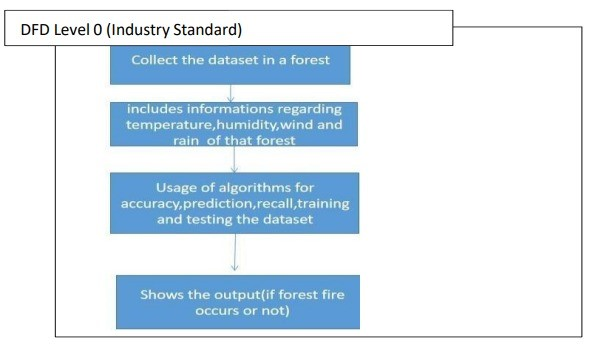 DFD Level 0 (Industry Standard)
Collect the dataset in a forest
includes informations regarding
temperature,humidity,wind and
rain of that forest
Usage of algorithms for
accuracy,prediction,recall,training
and testing the dataset
Shows the output(if forest fire
occurs or not)